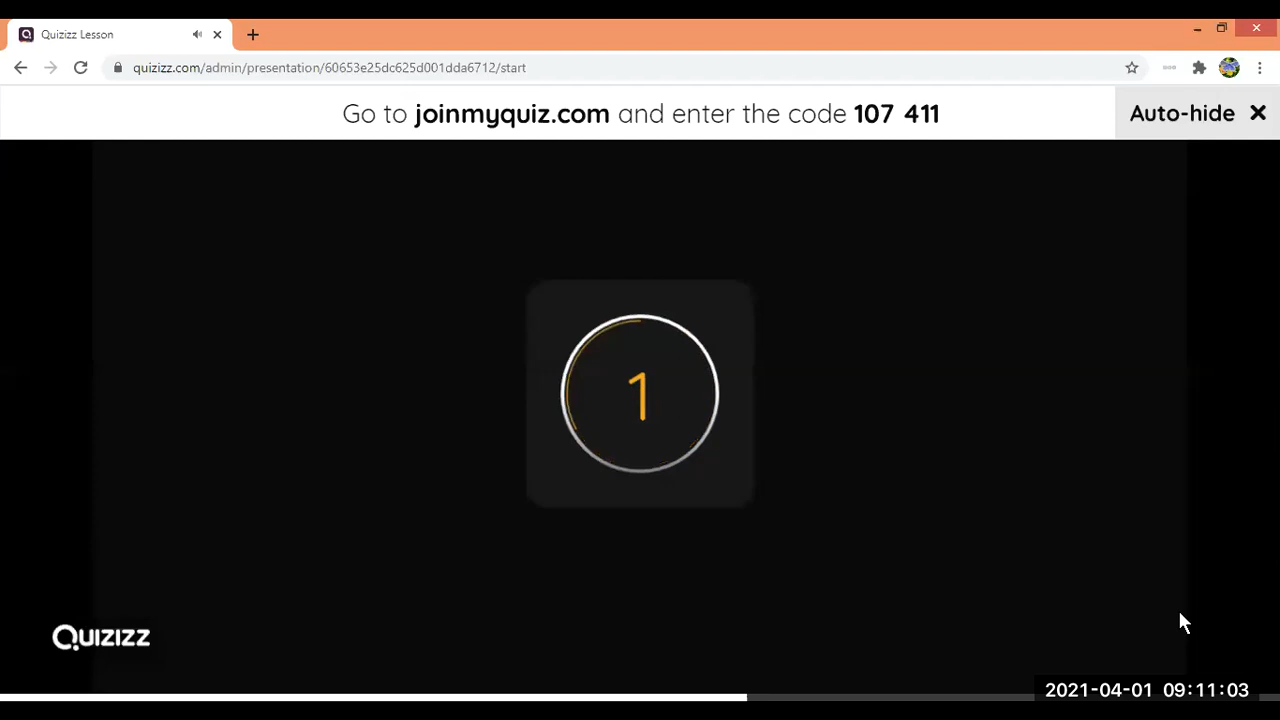 Quizizz Lesson
quizizz.com/admin/presentation/60653e25dc625d001dda6712/start
Go to joinmyquiz.com and enter the code 107 411
Auto-hide
1
QUIZIZZ
2021-04-01 09:11:03